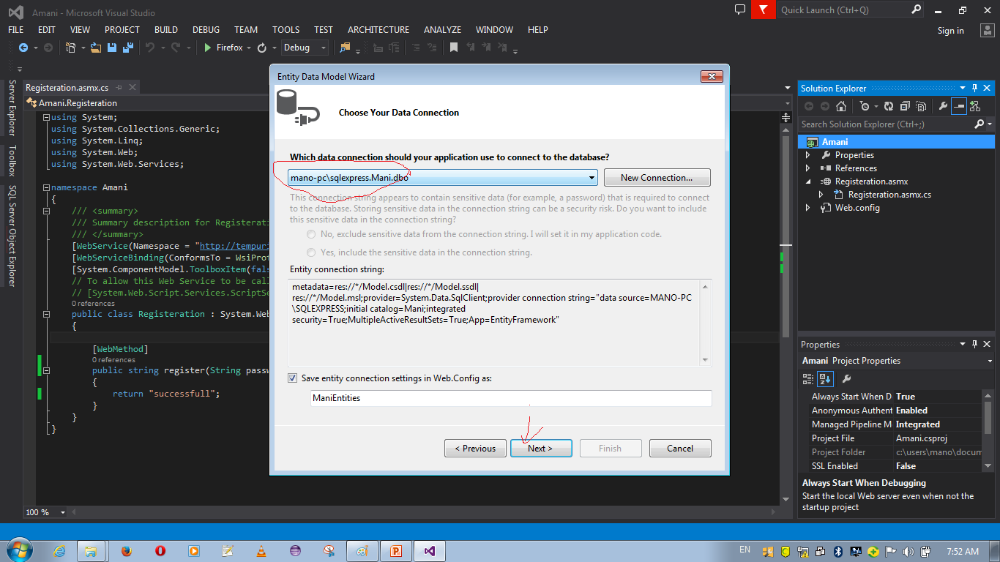 Amani - Microsoft Visual Studio
Quick Launch (Ctrl+Q)
FILE EDIT VIEW PROJECT BUILD DEBUG TEAM TOOLS TEST ARCHITECTURE ANALYZE WINDOW HELP
Sign in
Firefox Debug
Server Explorer
Toolbox
SQL Server Object Explorer
Registeration.asmx.cs
Amani.Registeration
using System;
using System.Collections.Generic;
using System.Linq;
using System.Web;
using System.Web.Services;
namespace Amani
{
/// <summary>
/// Summary description for Registerati
/// </summary>
[WebService(Namespace = "http://tempuri
[WebServiceBinding(ConformsTo = WsiProf
[System.ComponentModel.ToolboxItem(fals
// To allow this Web Service to be call
// [System.Web.Script.Services.ScriptSe
0 references
public class Registeration : System.Web
{
[WebMethod]
0 references
public string register(String passw
{
return "successfull";
}
}
}
100 %
Entity Data Model Wizard
Choose Your Data Connection
Which data connection should your application use to connect to the database?
mano-pc\sqlexpress.Mani.dbo
New Connection...
This connection string appears to contain sensitive data (for example, a password) that is required to connect
to the database. Storing sensitive data in the connection string can be a security risk. Do you want to include
this sensitive data in the connection string?
No, exclude sensitive data from the connection string. I will set it in my application code.
Yes, include the sensitive data in the connection string.
Entity connection string:
metadata=res://*/Model.csdl|res://*/Model.ssdl|
res://*/Model.msl;provider=System.Data.SqlClient;provider connection string="data source=MANO-PC
\SQLEXPRESS;initial catalog=Mani;integrated
security=True;MultipleActiveResultSets=True;App=EntityFramework"
Save entity connection settings in Web.Config as:
ManiEntities
< Previous
Next >
Finish
Cancel
Solution Explorer
Search Solution Explorer (Ctrl+;)
Amani
Properties
References
Registeration.asmx
Registeration.asmx.cs
Web.config
Properties
Amani Project Properties
Always Start When D True
Anonymous Authent Enabled
Managed Pipeline M Integrated
Project File Amani.csproj
Project Folder c:\users\mano\docum
SSL Enabled False
Always Start When Debugging
Start the local Web server even when not the
startup project
EN
7:52 AM